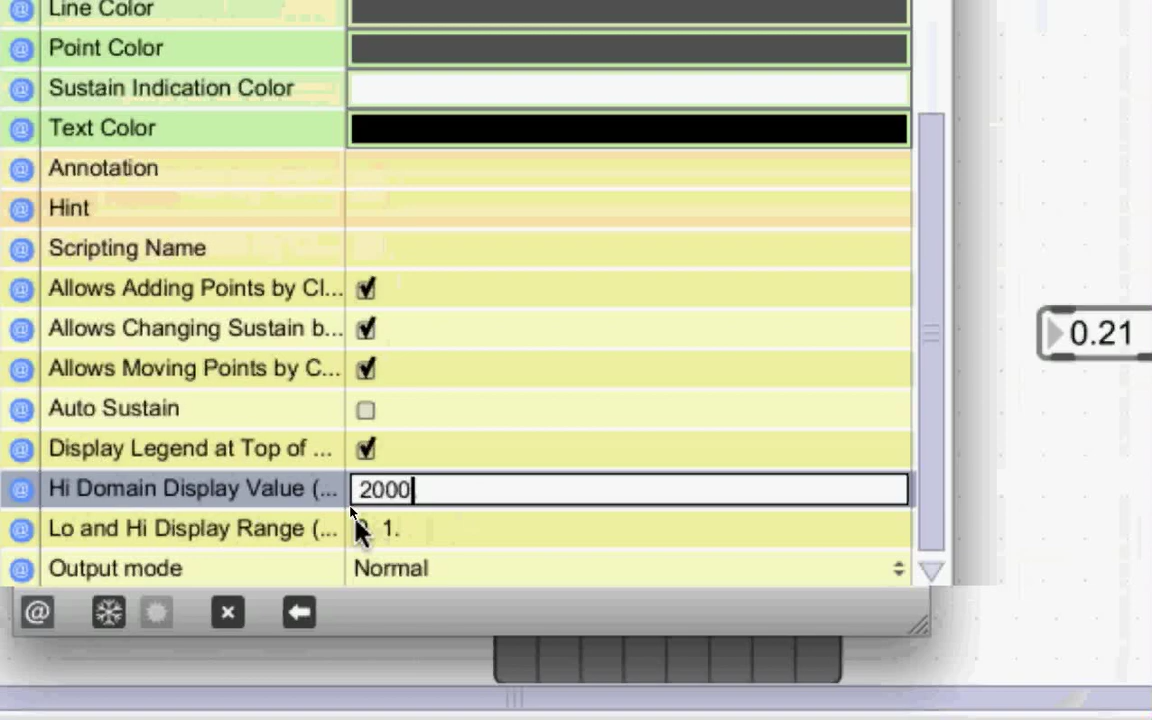 Line Color
Point Color
Sustain Indication Color
Text Color
Annotation
Hint
Scripting Name
Allows Adding Points by Cl...
Allows Changing Sustain b...
Allows Moving Points by C...
Auto Sustain
Display Legend at Top of ...
Hi Domain Display Value (... 2000
Lo and Hi Display Range (... 1.
Output mode Normal
0.21